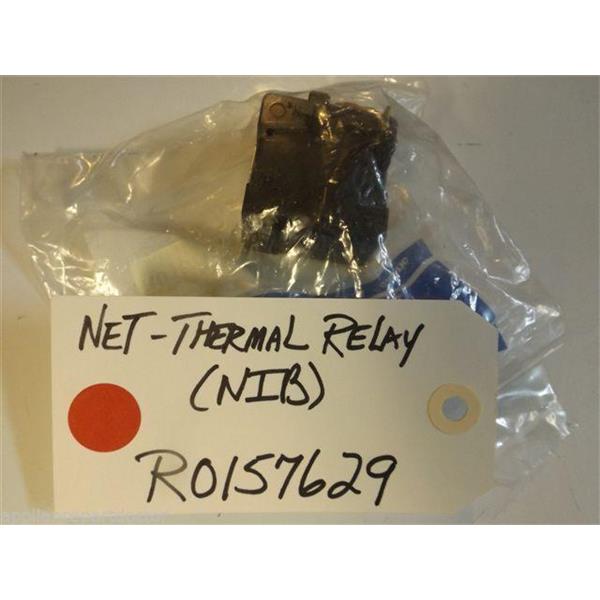 NET-THERMAL RELAY
(NIB)
R0157629